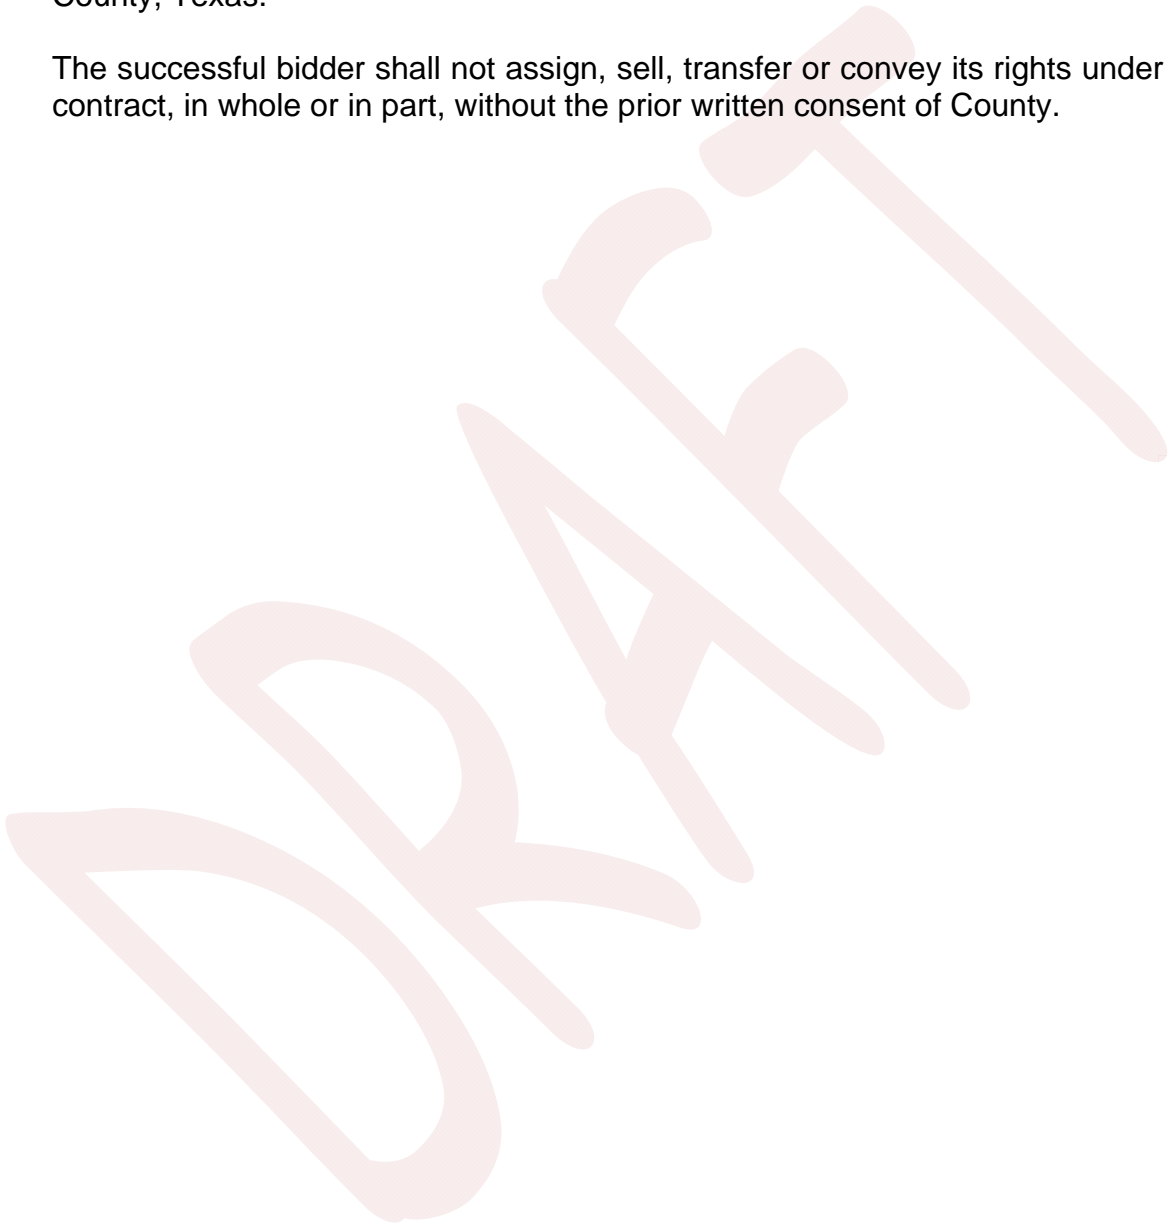 County, Texas.
The successful bidder shall not assign, sell, transfer or convey its rights under
contract, in whole or in part, without the prior written consent of County.
DRAFT